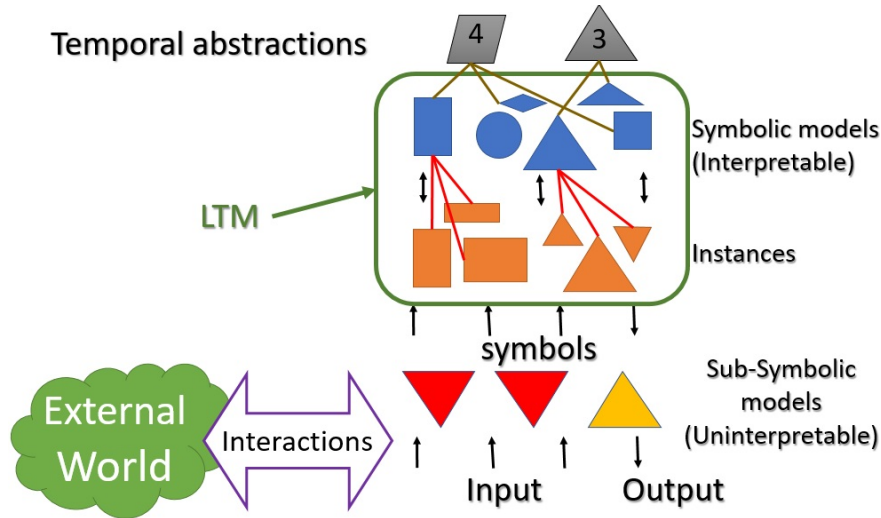 Temporal abstractions
4
3
Symbolic models
(Interpretable)
LTM
Instances
symbols
Sub-Symbolic
models
(Uninterpretable)
External
World
Interactions
Input
Output